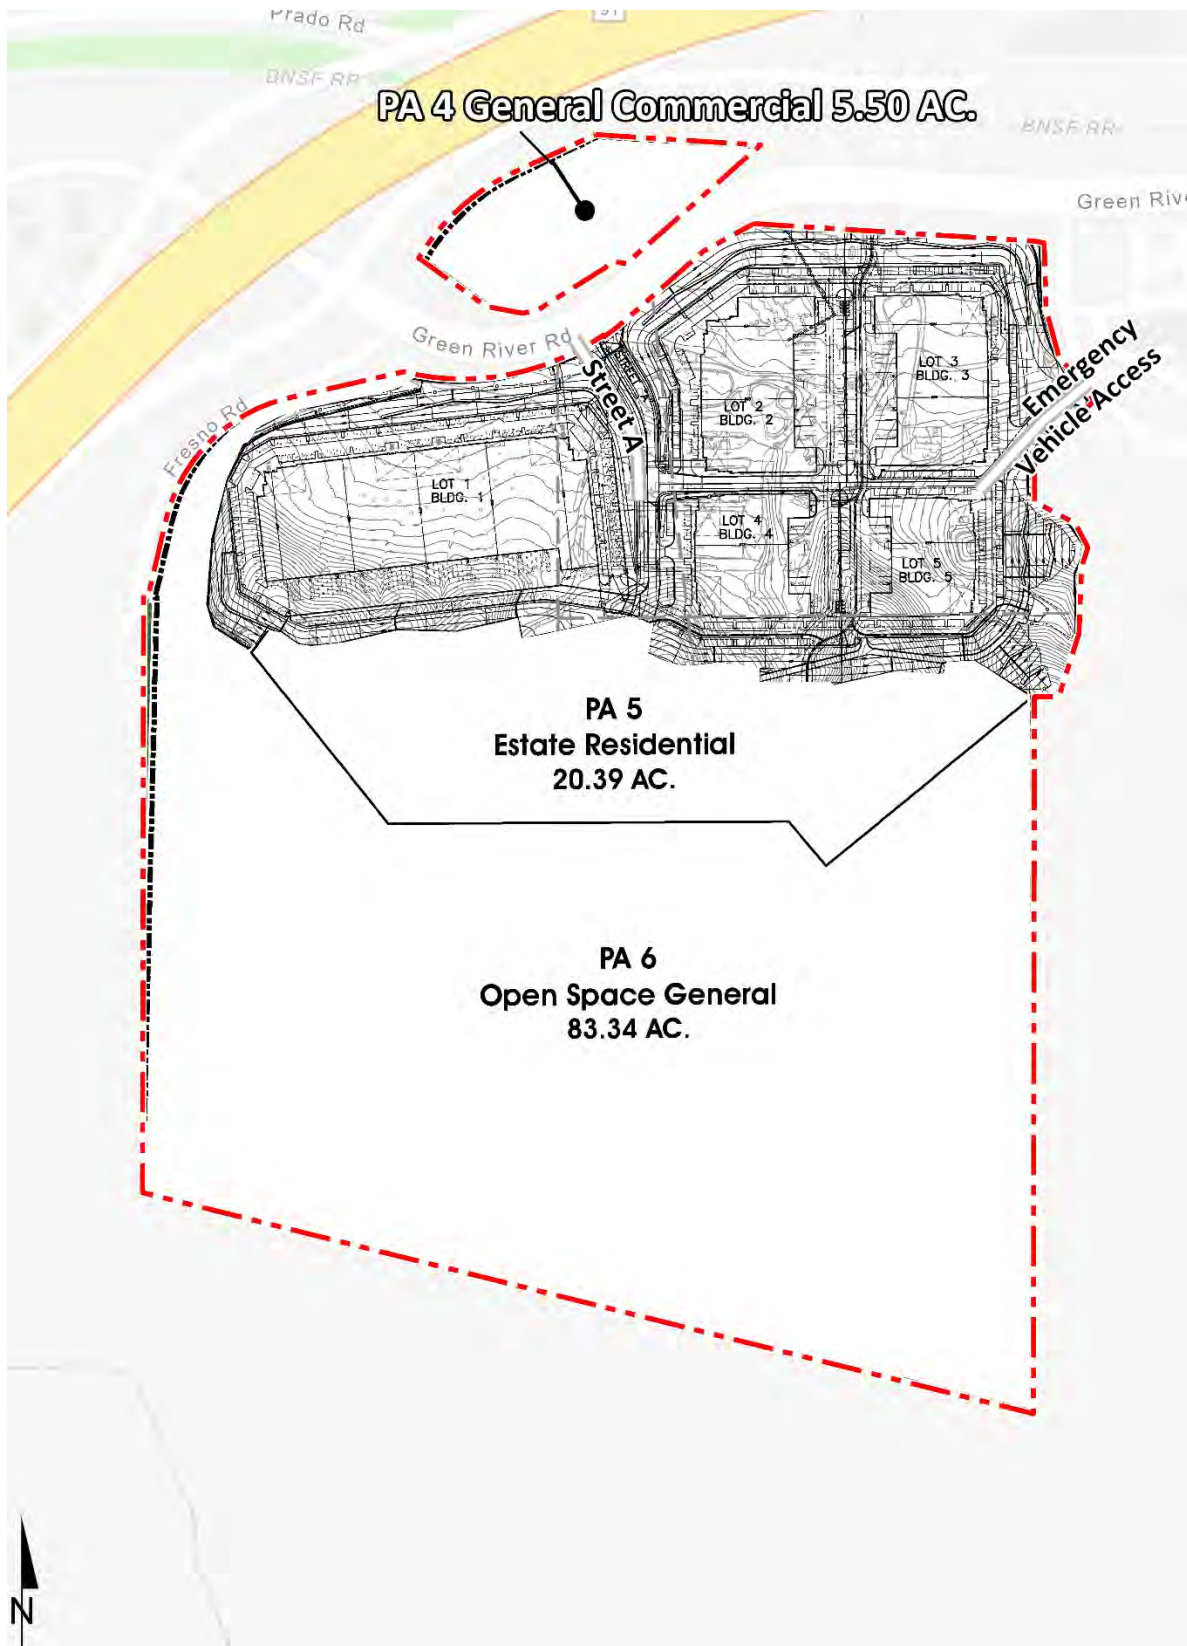 Prado Rd
91
BNSF RR
PA 4 General Commercial 5.50 AC.
BNSF RR
Green Rive
Green River Rd
Street A
STREET A
Emergency
Vehicle Access
LOT 3
BLDG. 3
LOT 2
BLDG. 2
Fresno Rd
LOT 1
BLDG. 1
LOT 4
BLDG. 4
LOT 5
BLDG. 5
PA 5
Estate Residential
20.39 AC.
PA 6
Open Space General
83.34 AC.
N